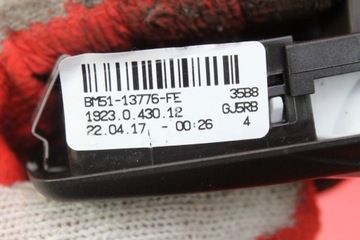 BM51-13776-FE 35B8
1923.0.430.12 GJ5RB
22.04.17 - 00:26 4